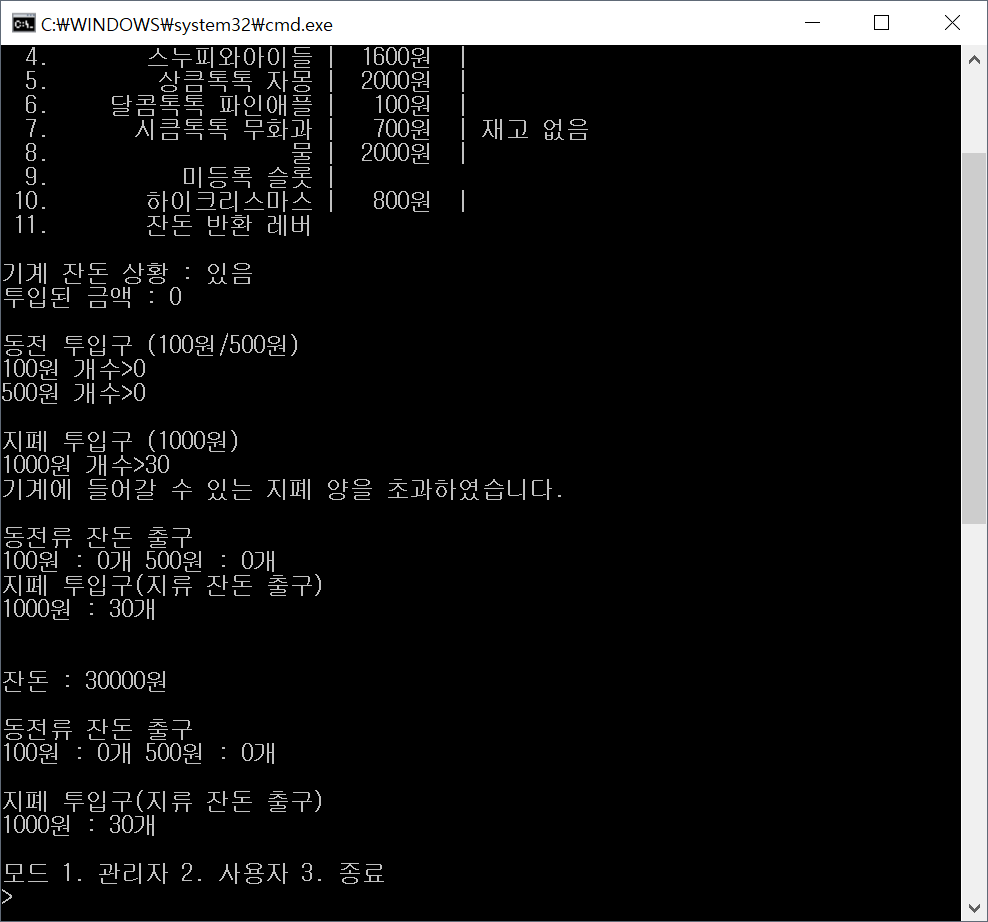 C:₩WINDOWS₩system32₩cmd.exe
4. 스누피와아이들 | 1600원 |
5. 상큼톡톡 자몽 | 2000원 |
6. 달콤톡톡 파인애플 | 100원 |
7. 시큼톡톡 무화과 | 700원 | 재고 없음
8. 물 | 2000원 |
9. 미등록 슬롯 |
10. 하이크리스마스 | 800원 |
11. 잔돈 반환 레버
기계 잔돈 상황 : 있음
투입된 금액 : 0
동전 투입구 (100원/500원)
100원 개수>0
500원 개수>0
지폐 투입구 (1000원)
1000원 개수>30
기계에 들어갈 수 있는 지폐 양을 초과하였습니다.
동전류 잔돈 출구
100원 : 0개 500원 : 0개
지폐 투입구(지류 잔돈 출구)
1000원 : 30개
잔돈 : 30000원
동전류 잔돈 출구
100원 : 0개 500원 : 0개
지폐 투입구(지류 잔돈 출구)
1000원 : 30개
모드 1. 관리자 2. 사용자 3. 종료
>